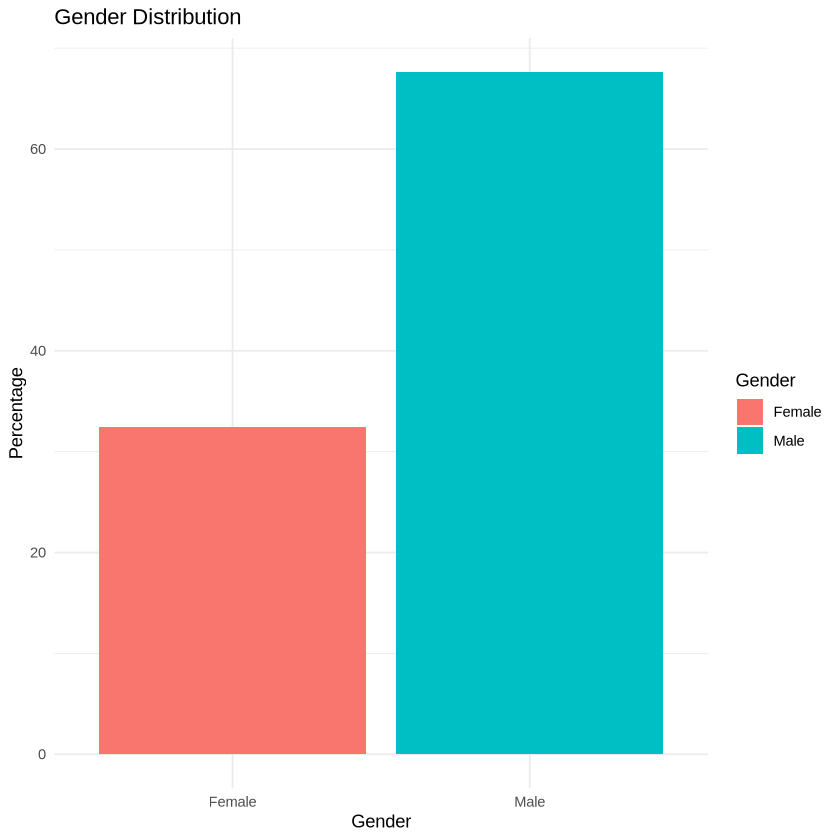 Gender Distribution
Percentage
60
40
20
0
Female
Male
Gender
Gender
Female
Male